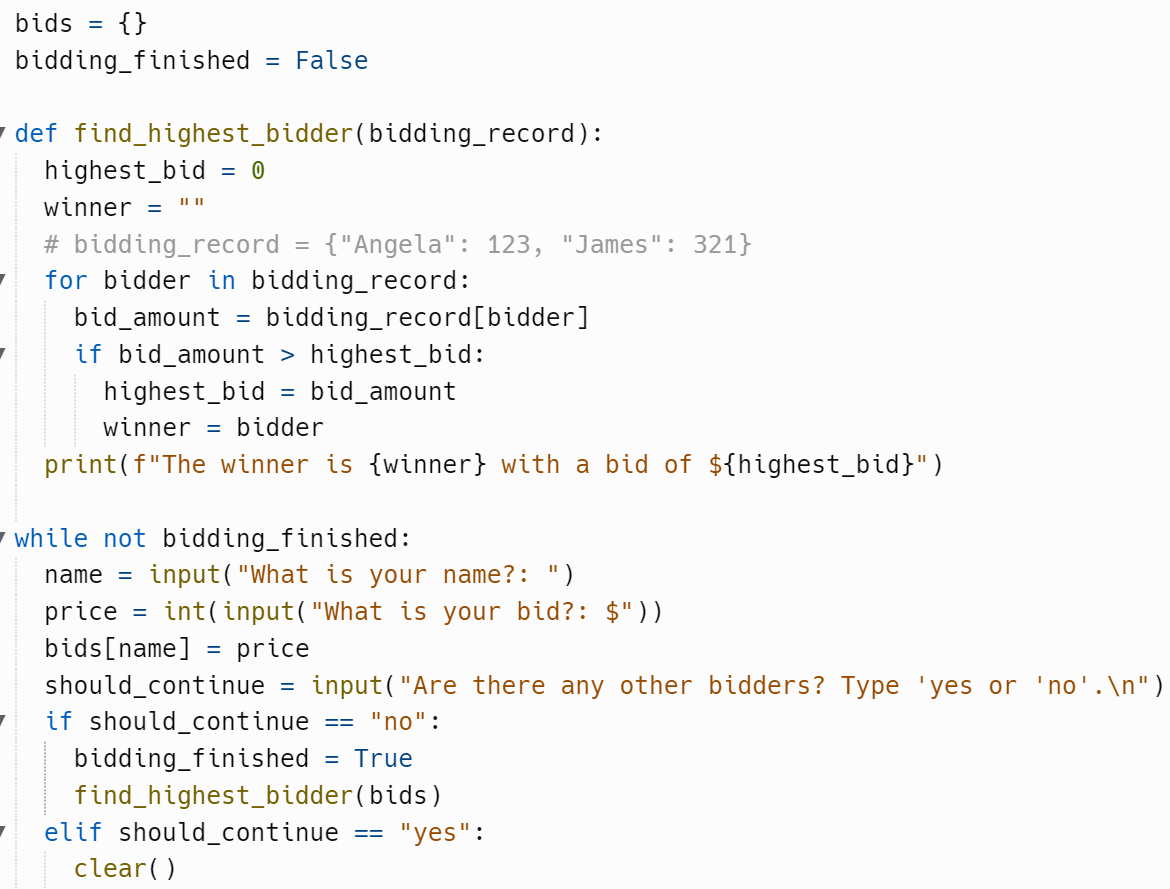 bids = {}
bidding_finished = False

def find_highest_bidder(bidding_record):
  highest_bid = 0
  winner = ""
  # bidding_record = {"Angela": 123, "James": 321}
  for bidder in bidding_record:
    bid_amount = bidding_record[bidder]
    if bid_amount > highest_bid:
      highest_bid = bid_amount
      winner = bidder
  print(f"The winner is {winner} with a bid of ${highest_bid}")

while not bidding_finished:
  name = input("What is your name?: ")
  price = int(input("What is your bid?: $"))
  bids[name] = price
  should_continue = input("Are there any other bidders? Type 'yes or 'no'.\n")
  if should_continue == "no":
    bidding_finished = True
    find_highest_bidder(bids)
  elif should_continue == "yes":
    clear()